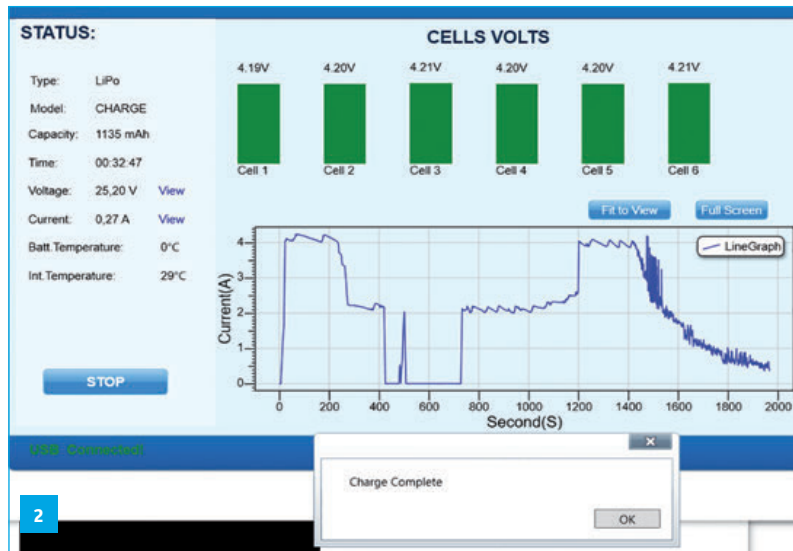 STATUS:
CELLS VOLTS
Type: LiPo
Model: CHARGE
Capacity: 1135 mAh
Time: 00:32:47
Voltage: 25,20 V View
Current: 0,27 A View
Batt.Temperature: 0°C
Int.Temperature: 29°C
STOP
4.19V 4.20V 4.21V 4.20V 4.20V 4.21V
Cell 1 Cell 2 Cell 3 Cell 4 Cell 5 Cell 6
Fit to View Full Screen
LineGraph
Current(A)
4
3
2
1
0
0 200 400 600 800 1000 1200 1400 1600 1800 2000
Second(S)
USB Connected!
x
Charge Complete
OK
2